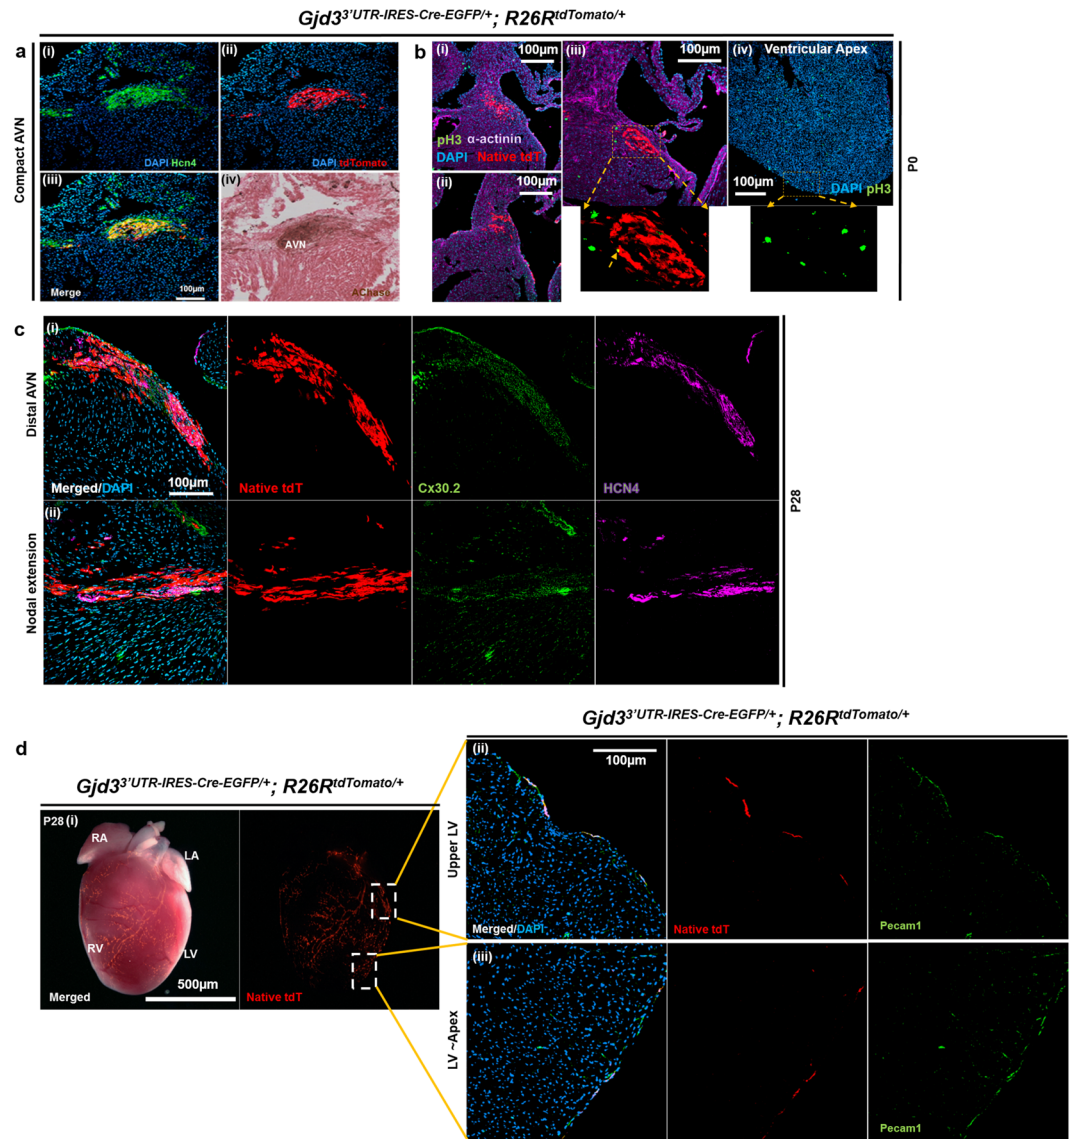 Gjd3^3'UTR-IRES-Cre-EGFP/+; R26R^tdTomato/+
a
(i)
(ii)
DAPI Hcn4
DAPI tdTomato
(iii)
(iv)
AVN
Merge
100µm
AChase
Compact AVN
b
(i)
100µm
pH3 α-actinin
DAPI Native tdT
(ii)
100µm
(iii)
100µm
(iv)
Ventricular Apex
100µm
DAPI pH3
P0
c
(i)
Merged/DAPI
100µm
Native tdT
Cx30.2
HCN4
Distal AVN
(ii)
Nodal extension
P28
d
Gjd3^3'UTR-IRES-Cre-EGFP/+; R26R^tdTomato/+
P28 (i)
RA
LA
RV
LV
500µm
Merged
Native tdT
Gjd3^3'UTR-IRES-Cre-EGFP/+; R26R^tdTomato/+
(ii)
100µm
Upper LV
Merged/DAPI
Native tdT
Pecam1
(iii)
LV ~Apex
Native tdT
Pecam1